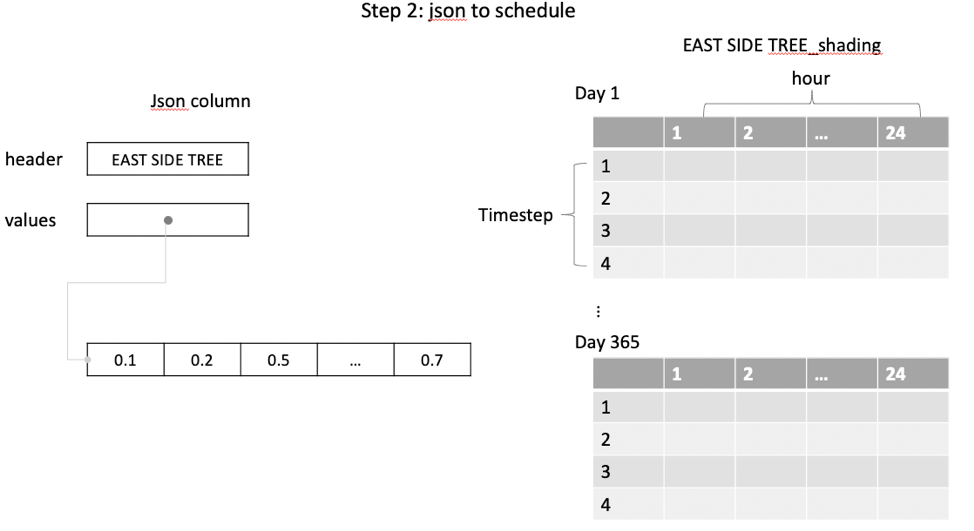 Step 2: json to schedule
Json column
header
EAST SIDE TREE
values
0.1 0.2 0.5 ... 0.7
EAST SIDE TREE_shading
hour
Day 1
1 2 ... 24
Timestep
1
2
3
4
⋮
Day 365
1 2 ... 24
1
2
3
4